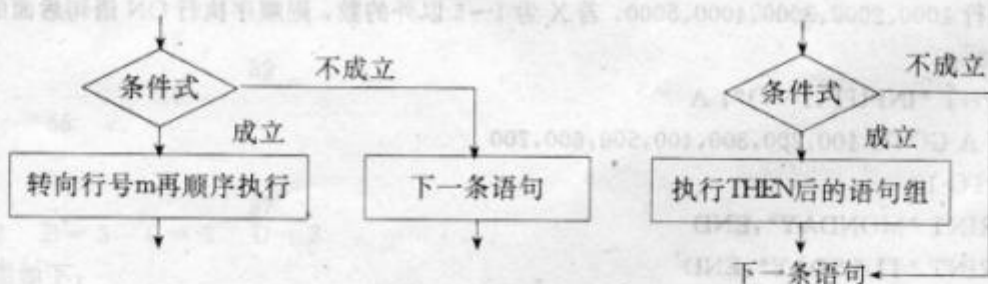 条件式
不成立
成立
转向行号m再顺序执行
下一条语句
条件式
不成立
成立
执行THEN后的语句组
下一条语句